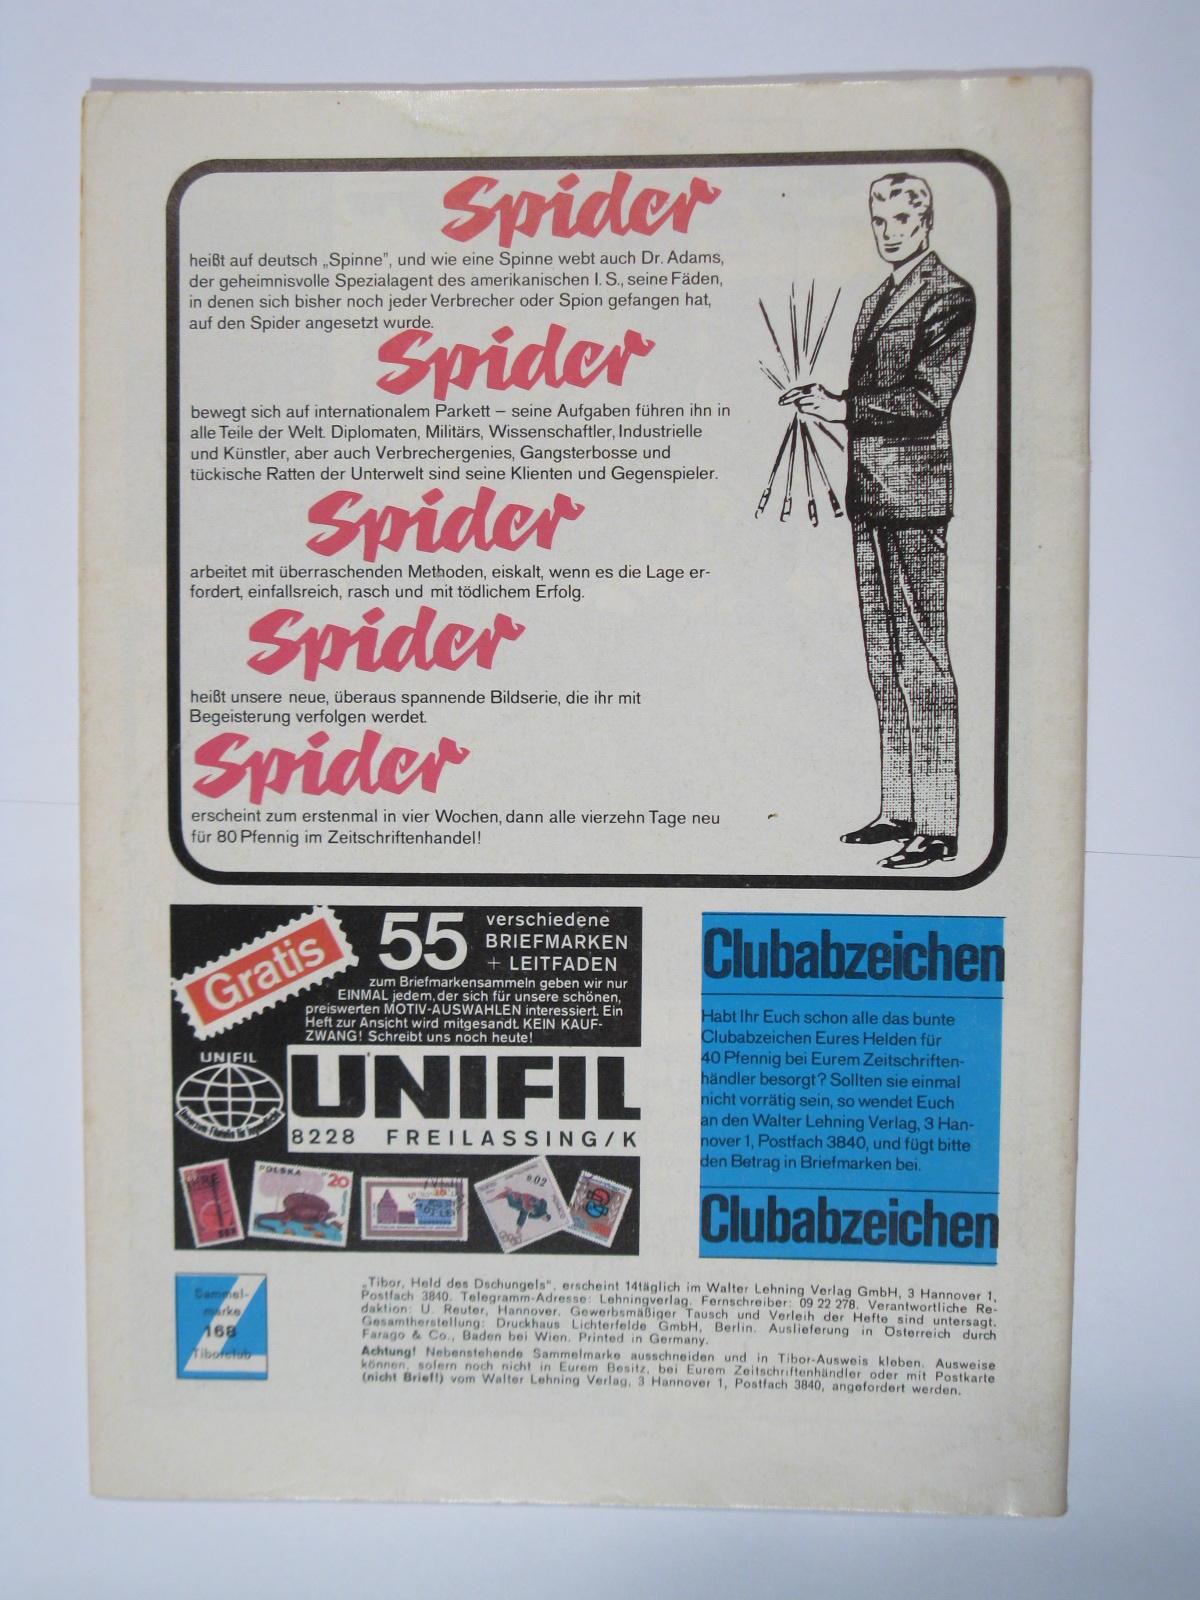 Spider
heißt auf deutsch „Spinne”, und wie eine Spinne webt auch Dr. Adams,
der geheimnisvolle Spezialagent des amerikanischen I. S., seine Fäden,
in denen sich bisher noch jeder Verbrecher oder Spion gefangen hat,
auf den Spider angesetzt wurde.
Spider
bewegt sich auf internationalem Parkett – seine Aufgaben führen ihn in
alle Teile der Welt. Diplomaten, Militärs, Wissenschaftler, Industrielle
und Künstler, aber auch Verbrechergenies, Gangsterbosse und
tückische Ratten der Unterwelt sind seine Klienten und Gegenspieler.
Spider
arbeitet mit überraschenden Methoden, eiskalt, wenn es die Lage er-
fordert, einfallsreich, rasch und mit tödlichem Erfolg.
Spider
heißt unsere neue, überaus spannende Bildserie, die ihr mit
Begeisterung verfolgen werdet.
Spider
erscheint zum erstenmal in vier Wochen, dann alle vierzehn Tage neu
für 80 Pfennig im Zeitschriftenhandel!
Gratis
55 verschiedene
BRIEFMARKEN
+ LEITFADEN
zum Briefmarkensammeln geben wir nur
EINMAL jedem, der sich für unsere schönen,
preiswerten MOTIV-AUSWAHLEN interessiert. Ein
Heft zur Ansicht wird mitgesandt. KEIN KAUF-
ZWANG! Schreibt uns noch heute!
UNIFIL
UNIFIL
8228 FREILASSING/K
POLSKA
20
Clubabzeichen
Habt Ihr Euch schon alle das bunte
Clubabzeichen Eures Helden für
40 Pfennig bei Eurem Zeitschriften-
händler besorgt? Sollten sie einmal
nicht vorrätig sein, so wendet Euch
an den Walter Lehning Verlag, 3 Han-
nover 1, Postfach 3840, und fügt bitte
den Betrag in Briefmarken bei.
Clubabzeichen
Sammel-
marke
168
Tiborclub
„Tibor, Held des Dschungels”, erscheint 14täglich im Walter Lehning Verlag GmbH, 3 Hannover 1,
Postfach 3840. Telegramm-Adresse: Lehningverlag. Fernschreiber: 09 22 278. Verantwortliche Re-
daktion: U. Reuter, Hannover. Gewerbsmäßiger Tausch und Verleih der Hefte sind untersagt.
Gesamtherstellung: Druckhaus Lichterfelde GmbH, Berlin. Auslieferung in Österreich durch
Farago & Co., Baden bei Wien. Printed in Germany.
Achtung! Nebenstehende Sammelmarke ausschneiden und in Tibor-Ausweis kleben. Ausweise
können, sofern noch nicht in Eurem Besitz, bei Eurem Zeitschriftenhändler oder mit Postkarte
(nicht Brief!) vom Walter Lehning Verlag, 3 Hannover 1, Postfach 3840, angefordert werden.